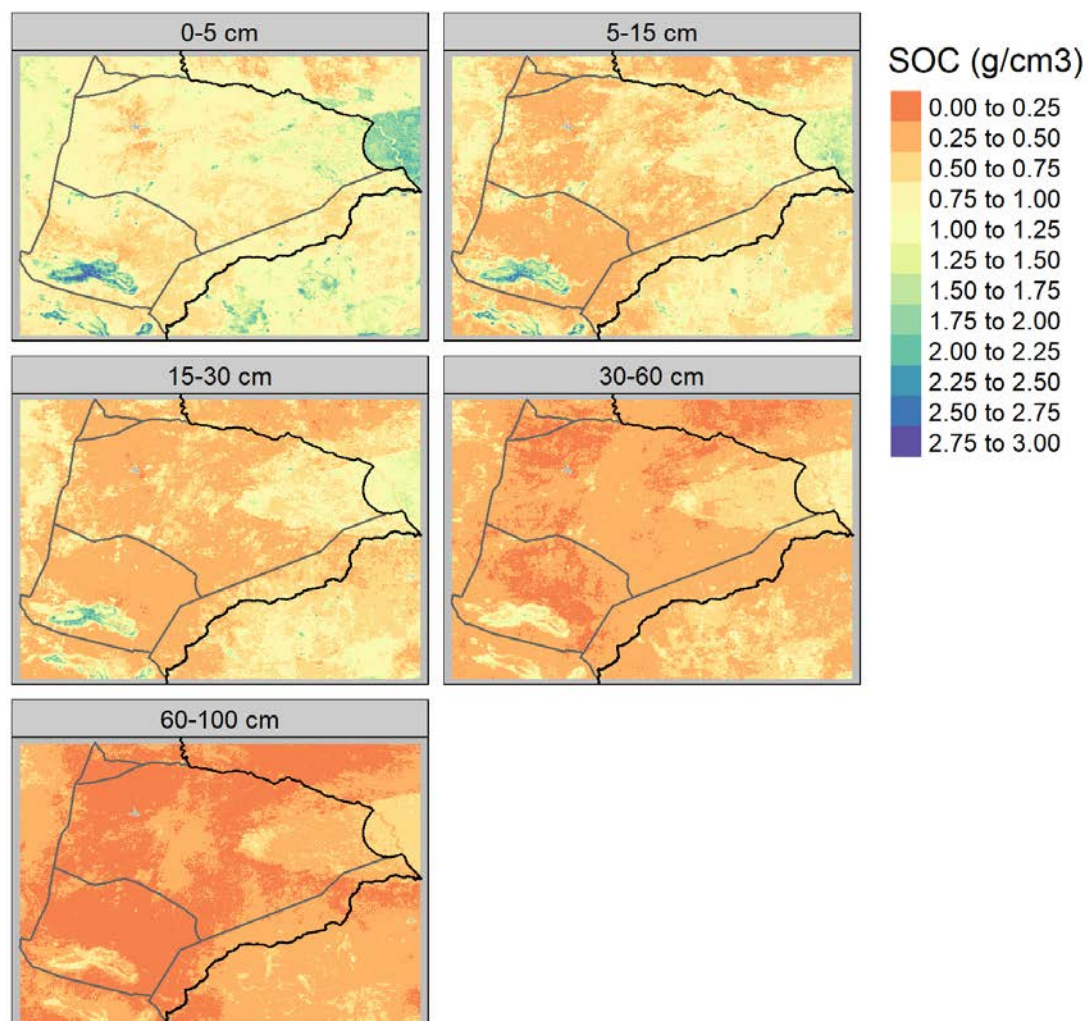 0-5 cm
5-15 cm
SOC (g/cm3)
0.00 to 0.25
0.25 to 0.50
0.50 to 0.75
0.75 to 1.00
1.00 to 1.25
1.25 to 1.50
1.50 to 1.75
1.75 to 2.00
2.00 to 2.25
2.25 to 2.50
2.50 to 2.75
2.75 to 3.00
15-30 cm
30-60 cm
60-100 cm